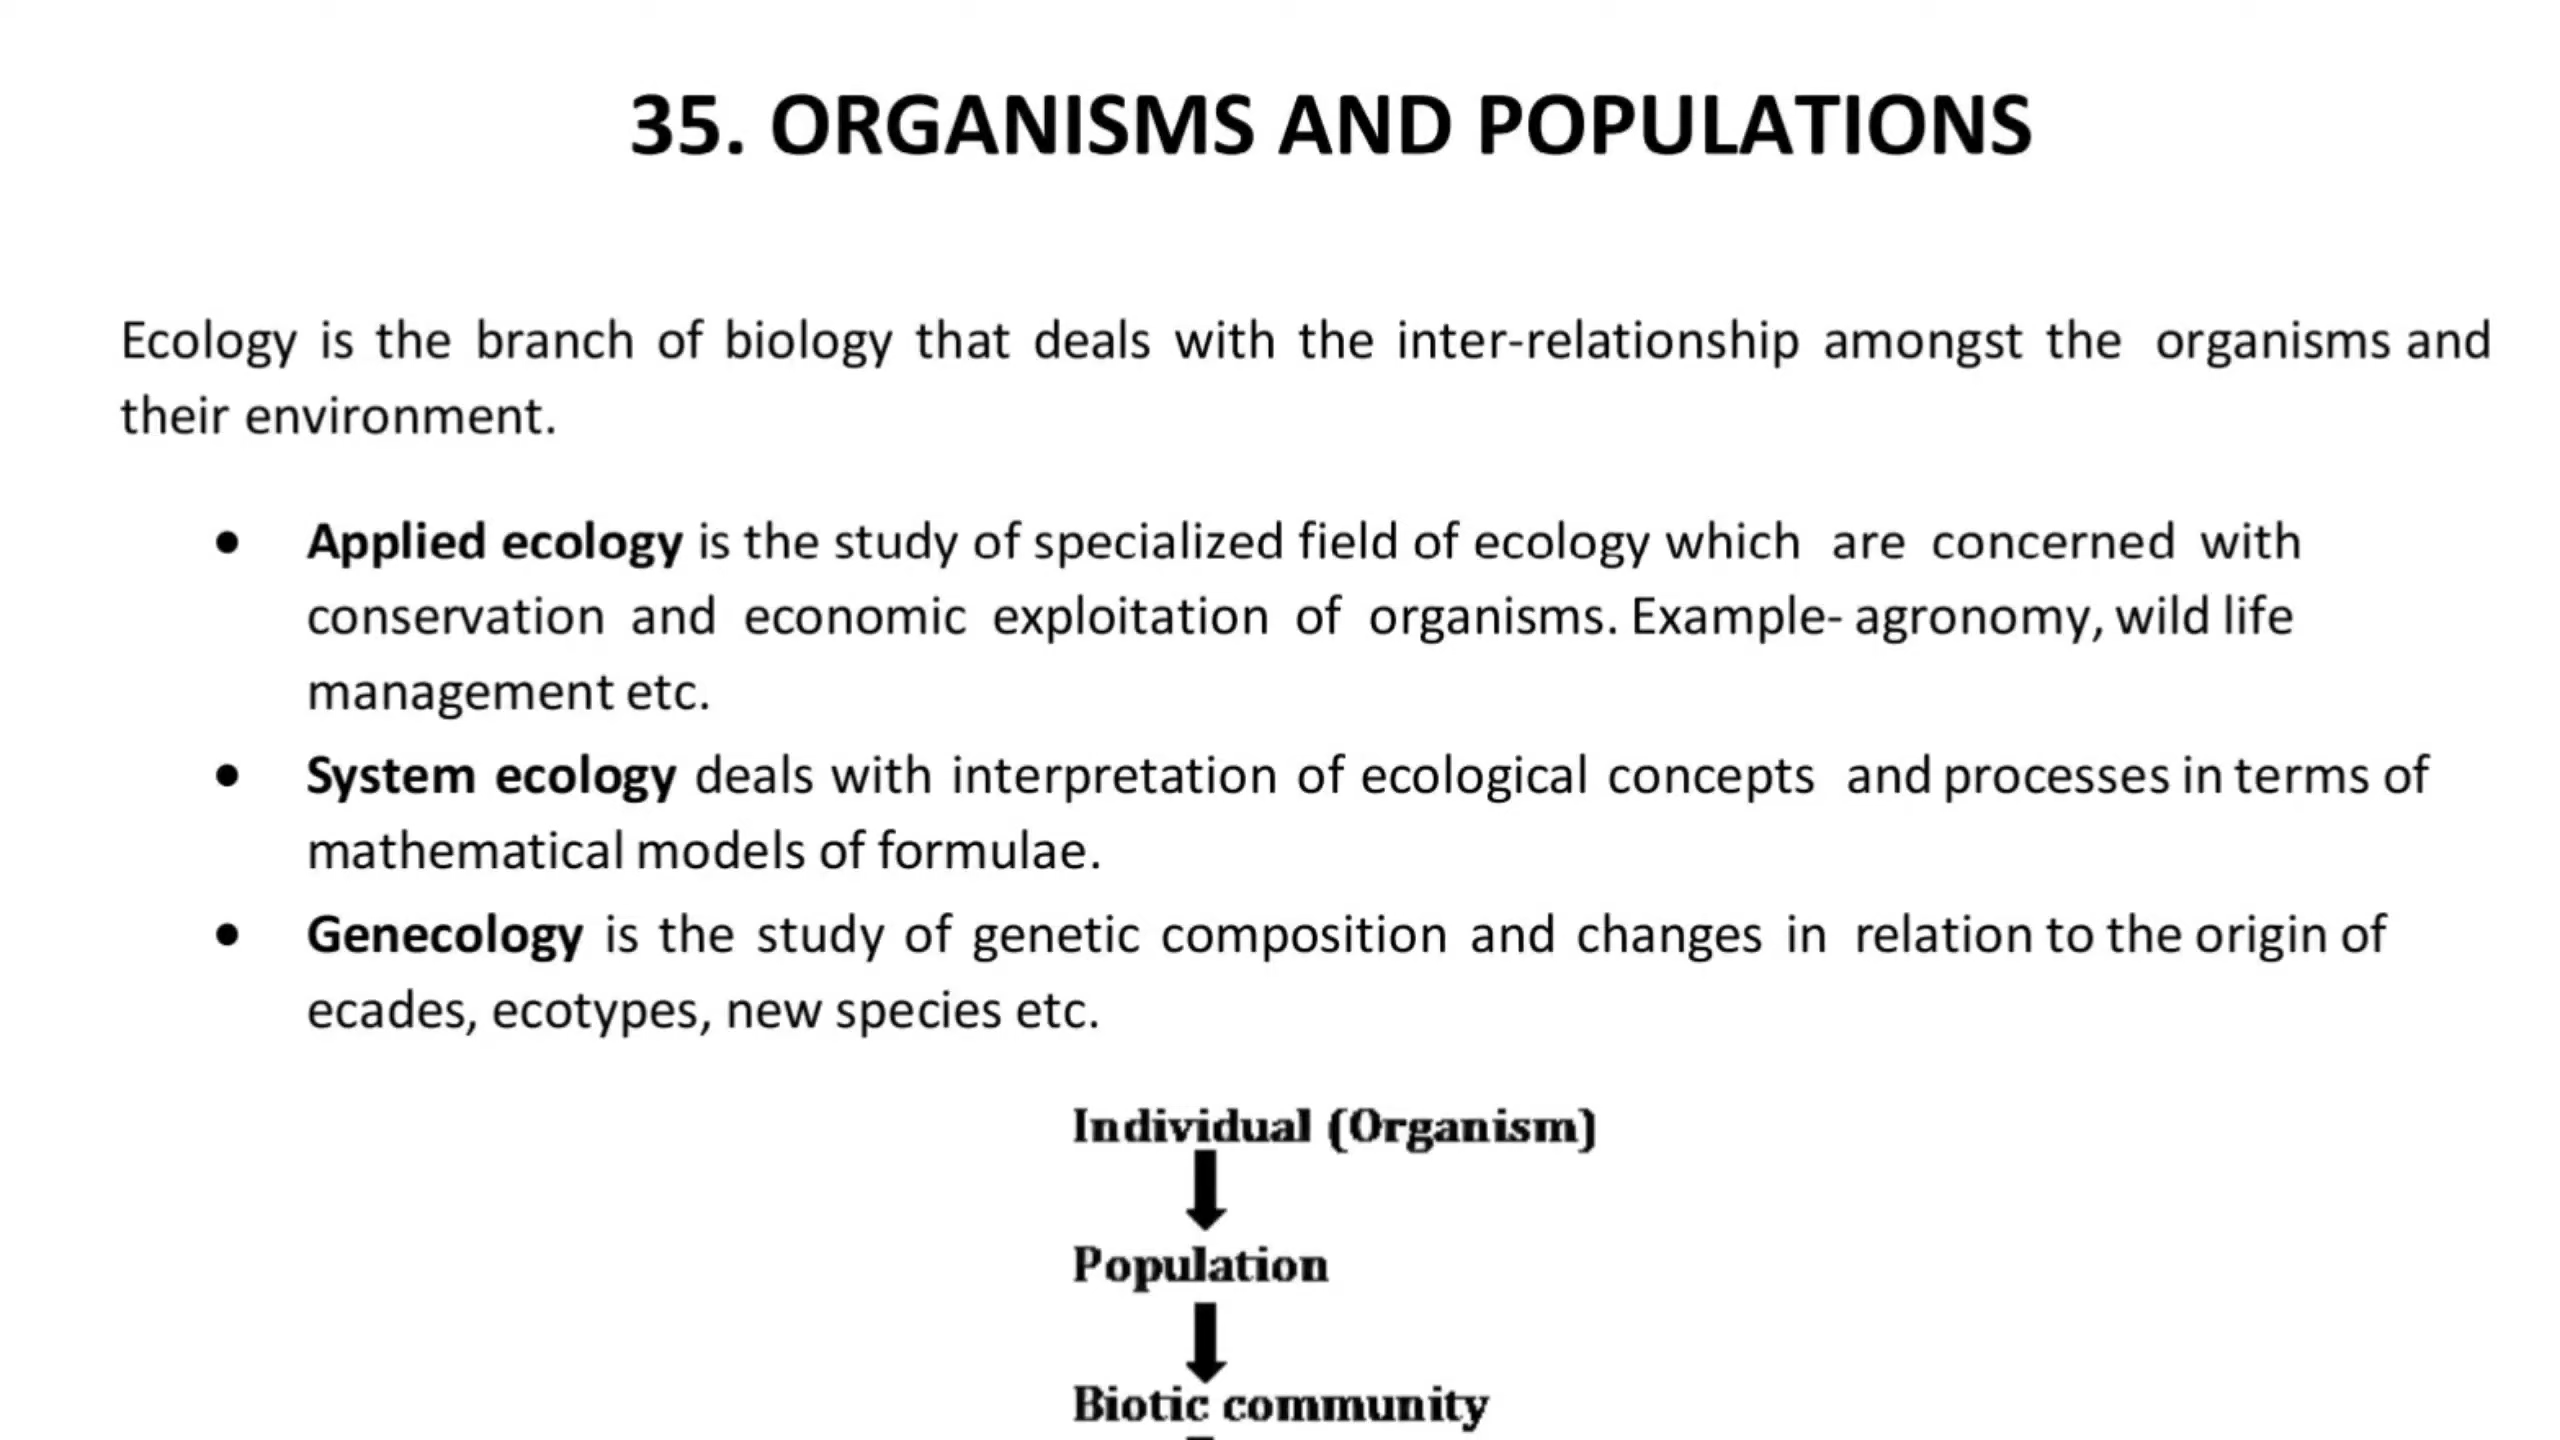 35. ORGANISMS AND POPULATIONS
Ecology is the branch of biology that deals with the inter-relationship amongst the organisms and
their environment.
• Applied ecology is the study of specialized field of ecology which are concerned with
conservation and economic exploitation of organisms. Example- agronomy, wild life
management etc.
• System ecology deals with interpretation of ecological concepts and processes in terms of
mathematical models of formulae.
• Genecology is the study of genetic composition and changes in relation to the origin of
ecades, ecotypes, new species etc.
Individual (Organism)
Population
Biotic community